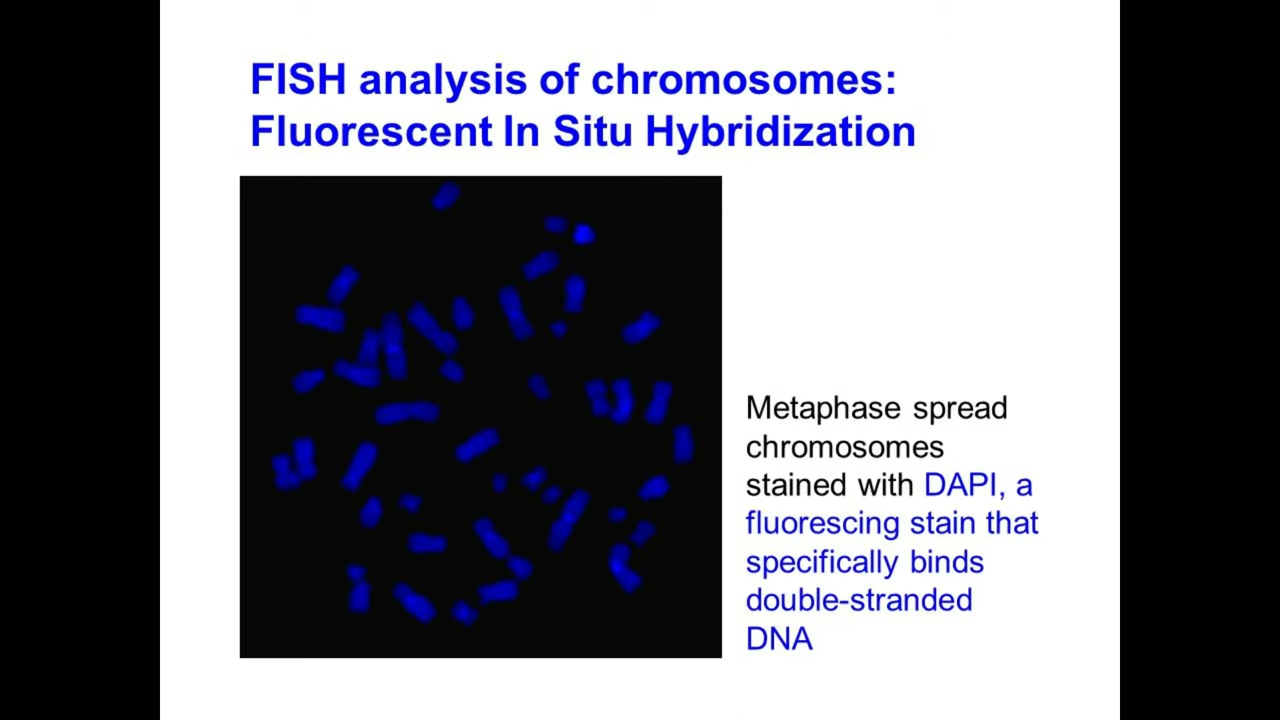 FISH analysis of chromosomes:
Fluorescent In Situ Hybridization
Metaphase spread
chromosomes
stained with DAPI, a
fluorescing stain that
specifically binds
double-stranded
DNA